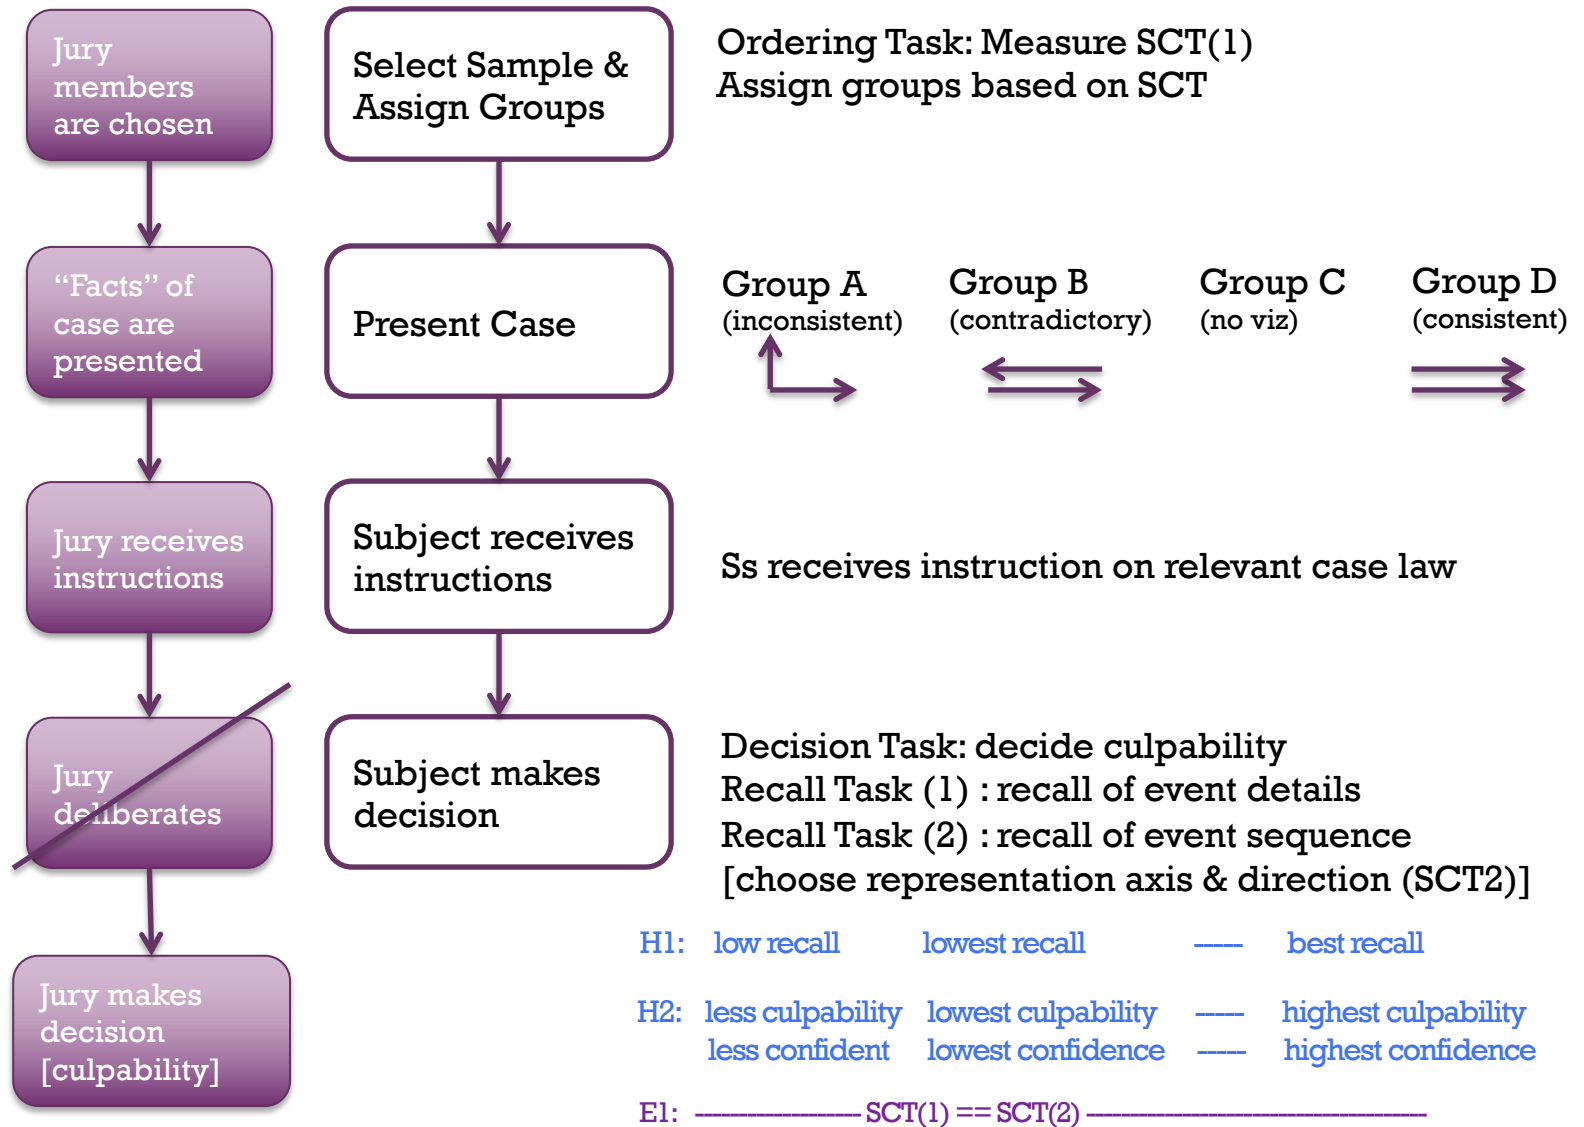 Jury
members
are chosen
Select Sample &
Assign Groups
Ordering Task: Measure SCT(1)
Assign groups based on SCT
“Facts” of
case are
presented
Present Case
Group A
(inconsistent)
Group B
(contradictory)
Group C
(no viz)
Group D
(consistent)
Jury receives
instructions
Subject receives
instructions
Ss receives instruction on relevant case law
Jury
deliberates
Subject makes
decision
Decision Task: decide culpability
Recall Task (1) : recall of event details
Recall Task (2) : recall of event sequence
[choose representation axis & direction (SCT2)]
Jury makes
decision
[culpability]
H1: low recall lowest recall ----- best recall
H2: less culpability lowest culpability ----- highest culpability
less confident lowest confidence ----- highest confidence
E1: ------------------- SCT(1) == SCT(2) ---------------------------------------